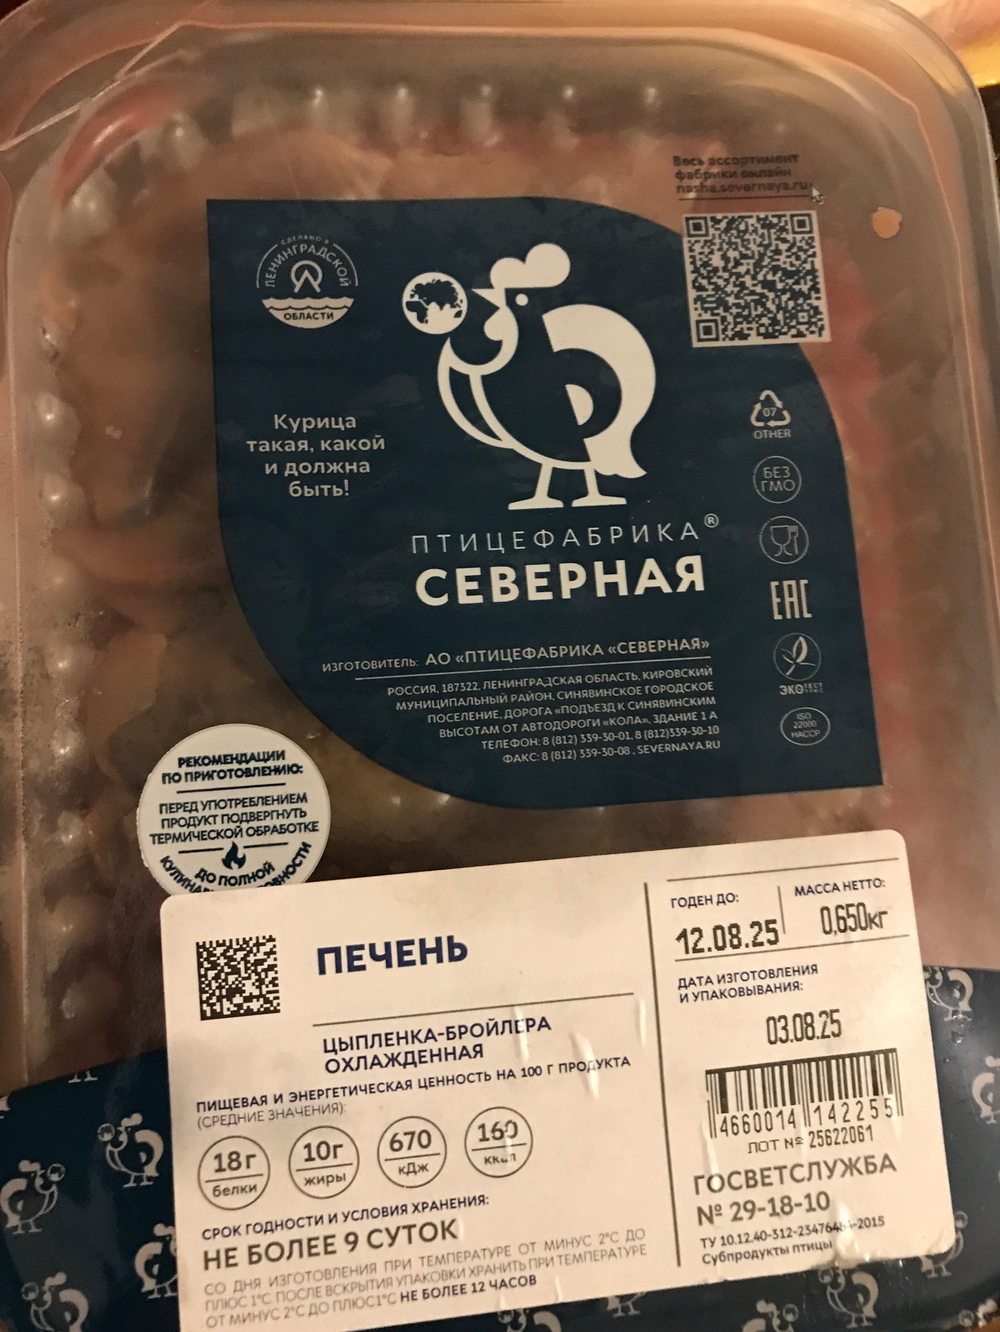 Весь ассортимент
фабрики онлайн
nasha.severnaya.ru
СДЕЛАНО В
ЛЕНИНГРАДСКОЙ
ОБЛАСТИ
Курица
такая, какой
и должна
быть!
07
OTHER
БЕЗ
ГМО
EAC
ЭКО ТЕСТ
ISO
22000
HACCP
ПТИЦЕФАБРИКА®
СЕВЕРНАЯ
ИЗГОТОВИТЕЛЬ: АО «ПТИЦЕФАБРИКА «СЕВЕРНАЯ»
РОССИЯ, 187322, ЛЕНИНГРАДСКАЯ ОБЛАСТЬ, КИРОВСКИЙ
МУНИЦИПАЛЬНЫЙ РАЙОН, СИНЯВИНСКОЕ ГОРОДСКОЕ
ПОСЕЛЕНИЕ, ДОРОГА «ПОДЪЕЗД К СИНЯВИНСКИМ
ВЫСОТАМ ОТ АВТОДОРОГИ «КОЛА», ЗДАНИЕ 1 А
ТЕЛЕФОН: 8 (812) 339-30-01, 8 (812)339-30-10
ФАКС: 8 (812) 339-30-08, SEVERNAYA.RU
РЕКОМЕНДАЦИИ
ПО ПРИГОТОВЛЕНИЮ:
ПЕРЕД УПОТРЕБЛЕНИЕМ
ПРОДУКТ ПОДВЕРГНУТЬ
ТЕРМИЧЕСКОЙ ОБРАБОТКЕ
ДО ПОЛНОЙ
ПЕЧЕНЬ
ЦЫПЛЕНКА-БРОЙЛЕРА
ОХЛАЖДЕННАЯ
ПИЩЕВАЯ И ЭНЕРГЕТИЧЕСКАЯ ЦЕННОСТЬ НА 100 Г ПРОДУКТА
(СРЕДНИЕ ЗНАЧЕНИЯ):
18г
белки
10г
жиры
670
кДж
160
ккал
СРОК ГОДНОСТИ И УСЛОВИЯ ХРАНЕНИЯ:
НЕ БОЛЕЕ 9 СУТОК
СО ДНЯ ИЗГОТОВЛЕНИЯ ПРИ ТЕМПЕРАТУРЕ ОТ МИНУС 2°С ДО
ПЛЮС 1°С. ПОСЛЕ ВСКРЫТИЯ УПАКОВКИ ХРАНИТЬ ПРИ ТЕМПЕРАТУРЕ
ОТ МИНУС 2°С ДО ПЛЮС1°С НЕ БОЛЕЕ 12 ЧАСОВ
ГОДЕН ДО:
12.08.25
МАССА НЕТТО:
0,650кг
ДАТА ИЗГОТОВЛЕНИЯ
И УПАКОВЫВАНИЯ:
03.08.25
4660014 142255
ЛОТ № 25622061
ГОСВЕТСЛУЖБА
№ 29-18-10
ТУ
Субпродукты птицы